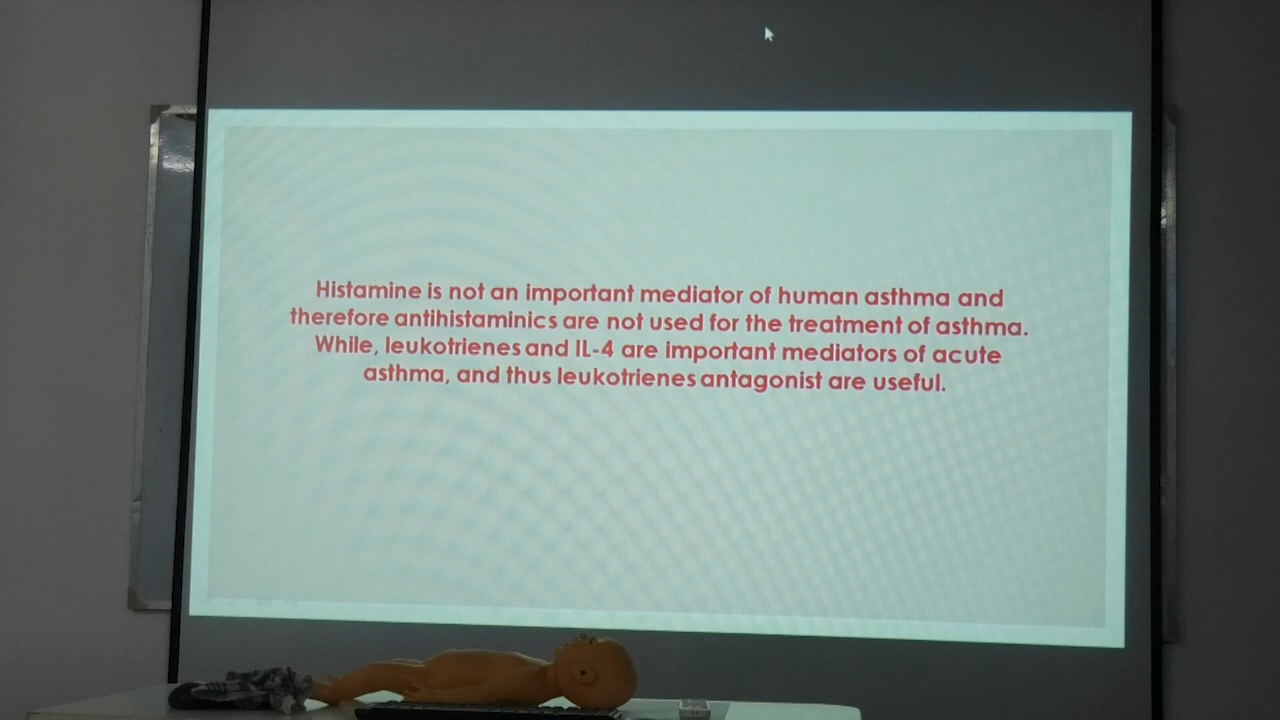 Histamine is not an important mediator of human asthma and
therefore antihistaminics are not used for the treatment of asthma.
While, leukotrienes and IL-4 are important mediators of acute
asthma, and thus leukotrienes antagonist are useful.